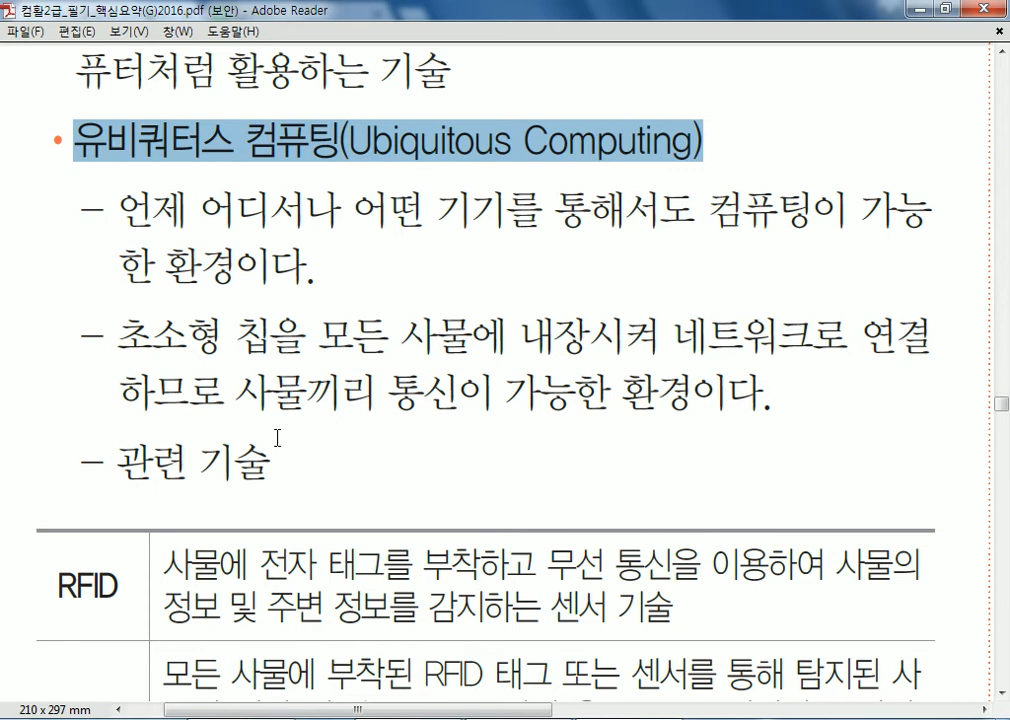 컴활2급_필기_핵심요약(G)2016.pdf (보안) - Adobe Reader
파일(F) 편집(E) 보기(V) 창(W) 도움말(H)
퓨터처럼 활용하는 기술
• 유비쿼터스 컴퓨팅(Ubiquitous Computing)
– 언제 어디서나 어떤 기기를 통해서도 컴퓨팅이 가능
한 환경이다.
– 초소형 칩을 모든 사물에 내장시켜 네트워크로 연결
하므로 사물끼리 통신이 가능한 환경이다.
– 관련 기술
RFID
사물에 전자 태그를 부착하고 무선 통신을 이용하여 사물의
정보 및 주변 정보를 감지하는 센서 기술
모든 사물에 부착된 RFID 태그 또는 센서를 통해 탐지된 사
210 x 297 mm